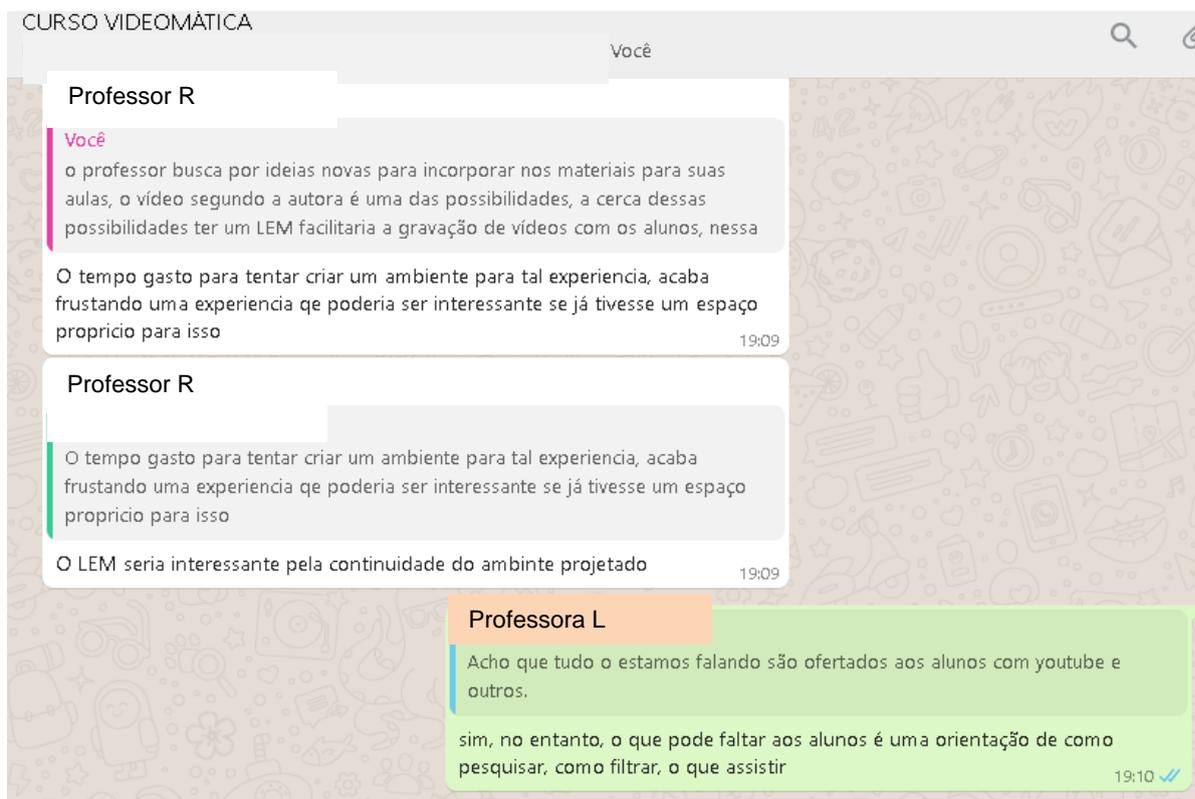 CURSO VIDEOMÁTICA
Você
Professor R
Você
o professor busca por ideias novas para incorporar nos materiais para suas
aulas, o vídeo segundo a autora é uma das possibilidades, a cerca dessas
possibilidades ter um LEM facilitaria a gravação de vídeos com os alunos, nessa
O tempo gasto para tentar criar um ambiente para tal experiencia, acaba
frustando uma experiencia qe poderia ser interessante se já tivesse um espaço
propricio para isso
19:09
Professor R
O tempo gasto para tentar criar um ambiente para tal experiencia, acaba
frustando uma experiencia qe poderia ser interessante se já tivesse um espaço
propricio para isso
O LEM seria interessante pela continuidade do ambinte projetado
19:09
Professora L
Acho que tudo o estamos falando são ofertados aos alunos com youtube e
outros.
sim, no entanto, o que pode faltar aos alunos é uma orientação de como
pesquisar, como filtrar, o que assistir
19:10